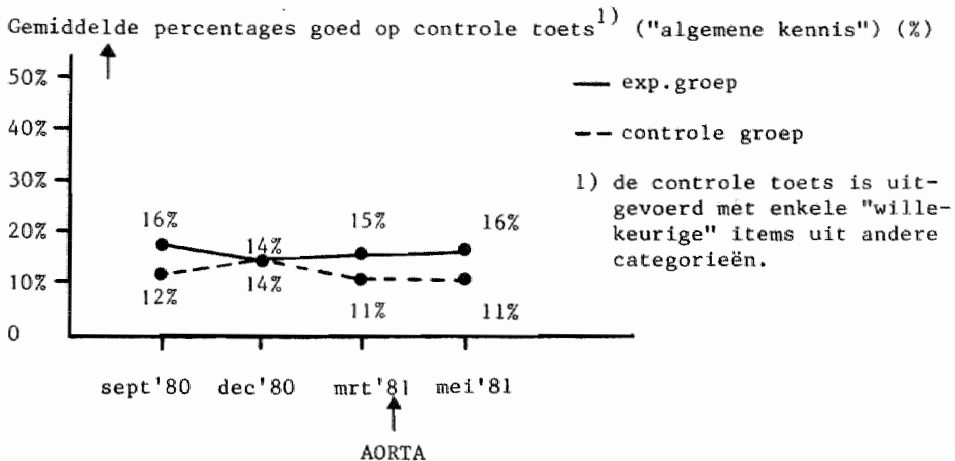 Gemiddelde percentages goed op controle toets1) ("algemene kennis") (%)
50%
40%
30%
20%
10%
0
16%
14%
15%
16%
12%
14%
11%
11%
sept'80 dec'80 mrt'81 mei'81
AORTA
exp.groep
controle groep
1) de controle toets is uit-
gevoerd met enkele "wille-
keurige" items uit andere
categorieën.